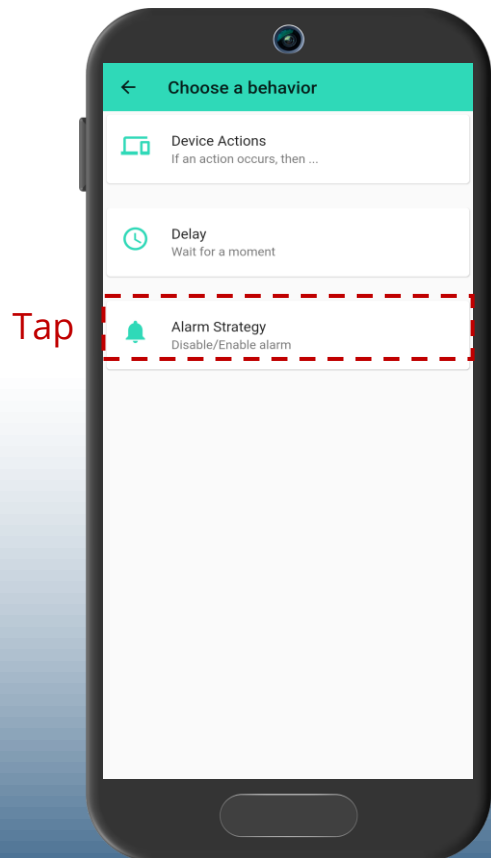 Choose a behavior
Device Actions
If an action occurs, then ...
Delay
Wait for a moment
Tap
Alarm Strategy
Disable/Enable alarm